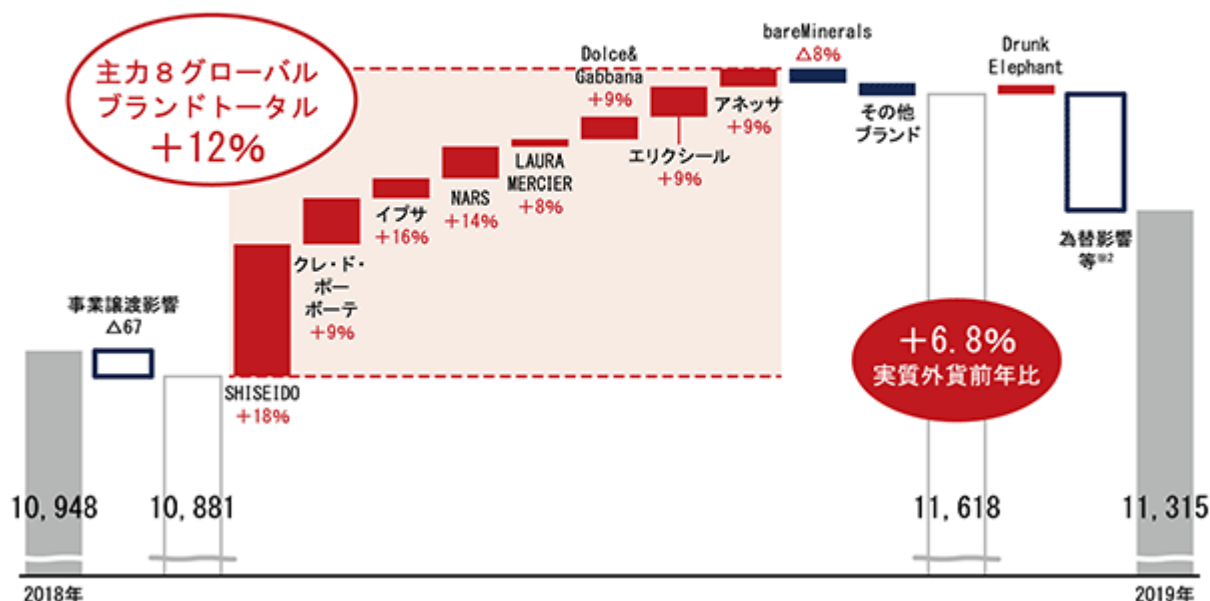 主力8グローバル
ブランドトータル
+12%
事業譲渡影響
△67
SHISEIDO
+18%
クレ・ド・
ポー
ボーテ
+9%
イプサ
+16%
NARS
+14%
LAURA
MERCIER
+8%
Dolce&
Gabbana
+9%
エリクシール
+9%
アネッサ
+9%
bareMinerals
△8%
その他
ブランド
Drunk
Elephant
為替影響
等※2
+6.8%
実質外貨前年比
10,948
10,881
11,618
11,315
2018年
2019年